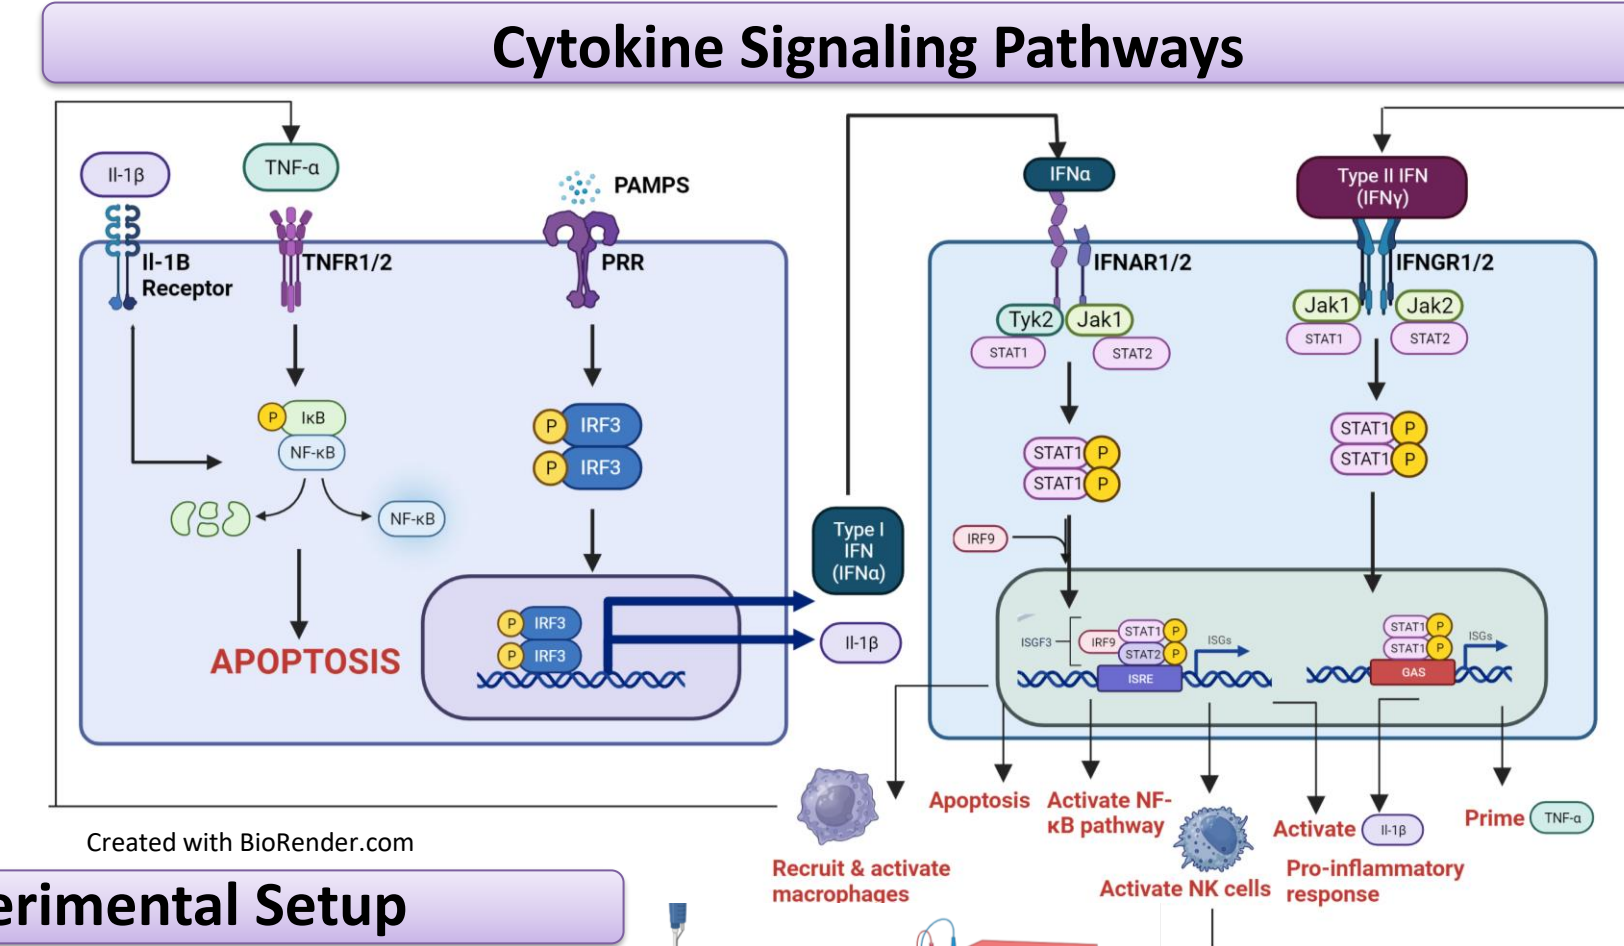 Cytokine Signaling Pathways
Il-1β
TNF-α
PAMPS
Il-1B
Receptor
TNFR1/2
PRR
P
IκB
NF-κB
NF-κB
P
IRF3
P
IRF3
APOPTOSIS
P
IRF3
P
IRF3
Type I
IFN
(IFNα)
Il-1β
IFNα
IFNAR1/2
Tyk2
Jak1
STAT1
STAT2
STAT1
P
STAT1
P
IRF9
ISGF3
IRF9
STAT1
P
STAT2
P
ISRE
ISGs
Type II IFN
(IFNγ)
IFNGR1/2
Jak1
Jak2
STAT1
STAT2
STAT1
P
STAT1
P
STAT1
P
STAT1
P
GAS
ISGs
Recruit & activate
macrophages
Apoptosis
Activate NF-
κB pathway
Activate NK cells
Activate
Il-1β
Pro-inflammatory
response
Prime
TNF-α
Created with BioRender.com
erimental Setup